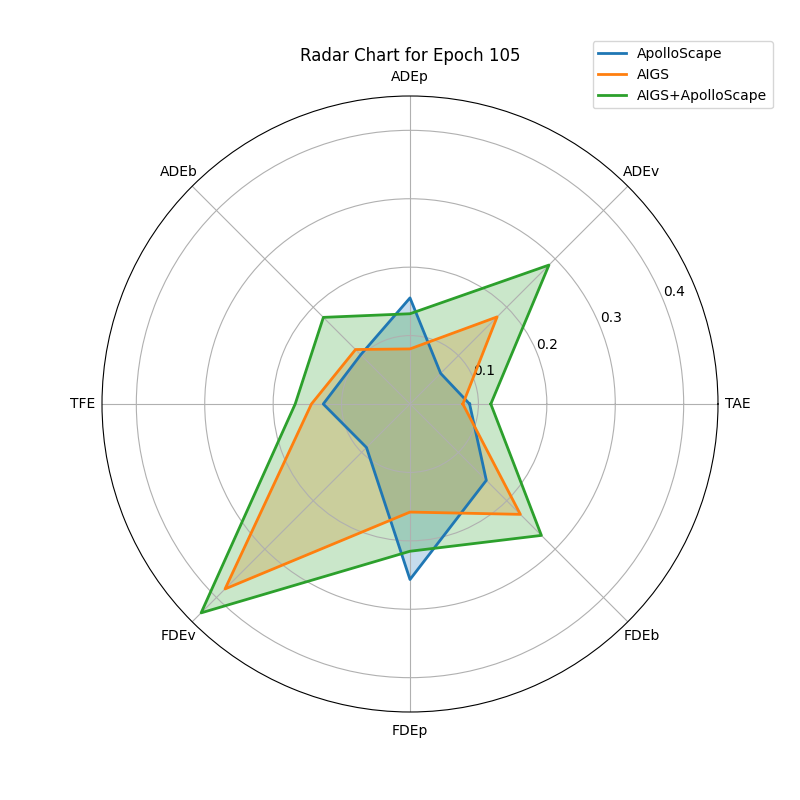 Radar Chart for Epoch 105
ApolloScape
AIGS
AIGS+ApolloScape
ADEp
ADEb
ADEv
0.4
0.3
0.2
0.1
TFE
TAE
FDEv
FDEb
FDEp